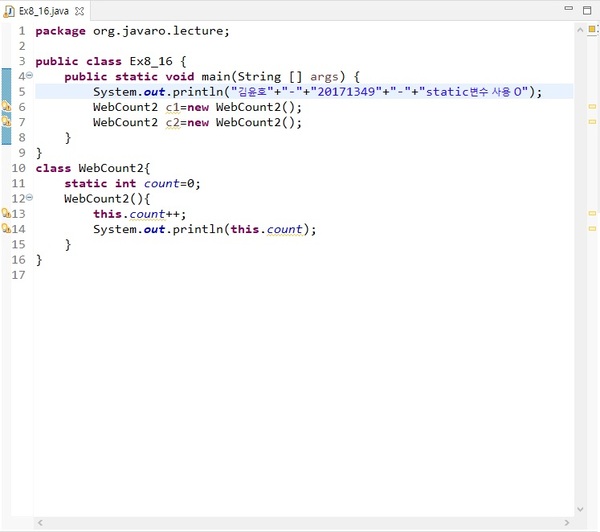 Ex8_16.java
1 package org.javaro.lecture;
2
3 public class Ex8_16 {
4 public static void main(String [] args) {
5 System.out.println("김윤호"+"-"+"20171349"+"-"+"static변수 사용 O");
6 WebCount2 c1=new WebCount2();
7 WebCount2 c2=new WebCount2();
8 }
9 }
10 class WebCount2{
11 static int count=0;
12 WebCount2(){
13 this.count++;
14 System.out.println(this.count);
15 }
16 }
17